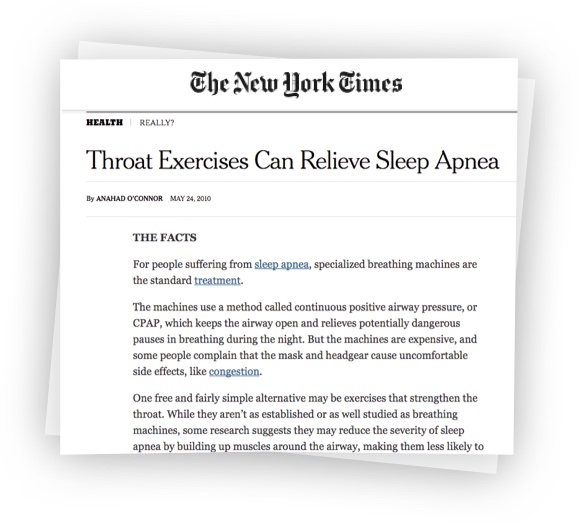 The New York Times
HEALTH | REALLY?
Throat Exercises Can Relieve Sleep Apnea
By ANAHAD O'CONNOR MAY 24, 2010
THE FACTS
For people suffering from sleep apnea, specialized breathing machines are
the standard treatment.
The machines use a method called continuous positive airway pressure, or
CPAP, which keeps the airway open and relieves potentially dangerous
pauses in breathing during the night. But the machines are expensive, and
some people complain that the mask and headgear cause uncomfortable
side effects, like congestion.
One free and fairly simple alternative may be exercises that strengthen the
throat. While they aren't as established or as well studied as breathing
machines, some research suggests they may reduce the severity of sleep
apnea by building up muscles around the airway, making them less likely to